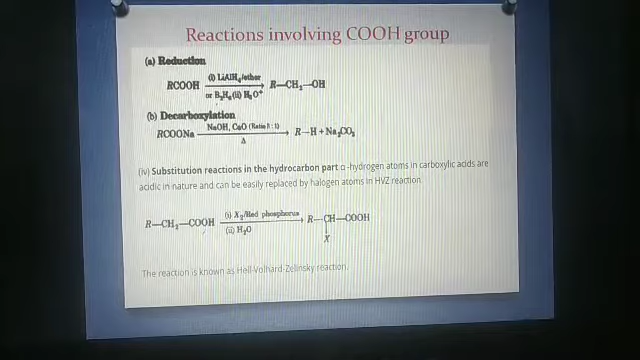 Reactions involving COOH group
(a) Reduction
RCOOH (i) LiAlH₄/ether or B₂H₆ (ii) H₃O⁺ → R—CH₂—OH
(b) Decarboxylation
RCOONa NaOH, CaO (Ratio 3 : 1) Δ → R—H + Na₂CO₃
(iv) Substitution reactions in the hydrocarbon part α-hydrogen atoms in carboxylic acids are
acidic in nature and can be easily replaced by halogen atoms in HVZ reaction
R—CH₂—COOH (i) X₂/Red phosphorus (ii) H₂O → R—CH—COOH
X
The reaction is known as Hell-Volhard-Zelinsky reaction.